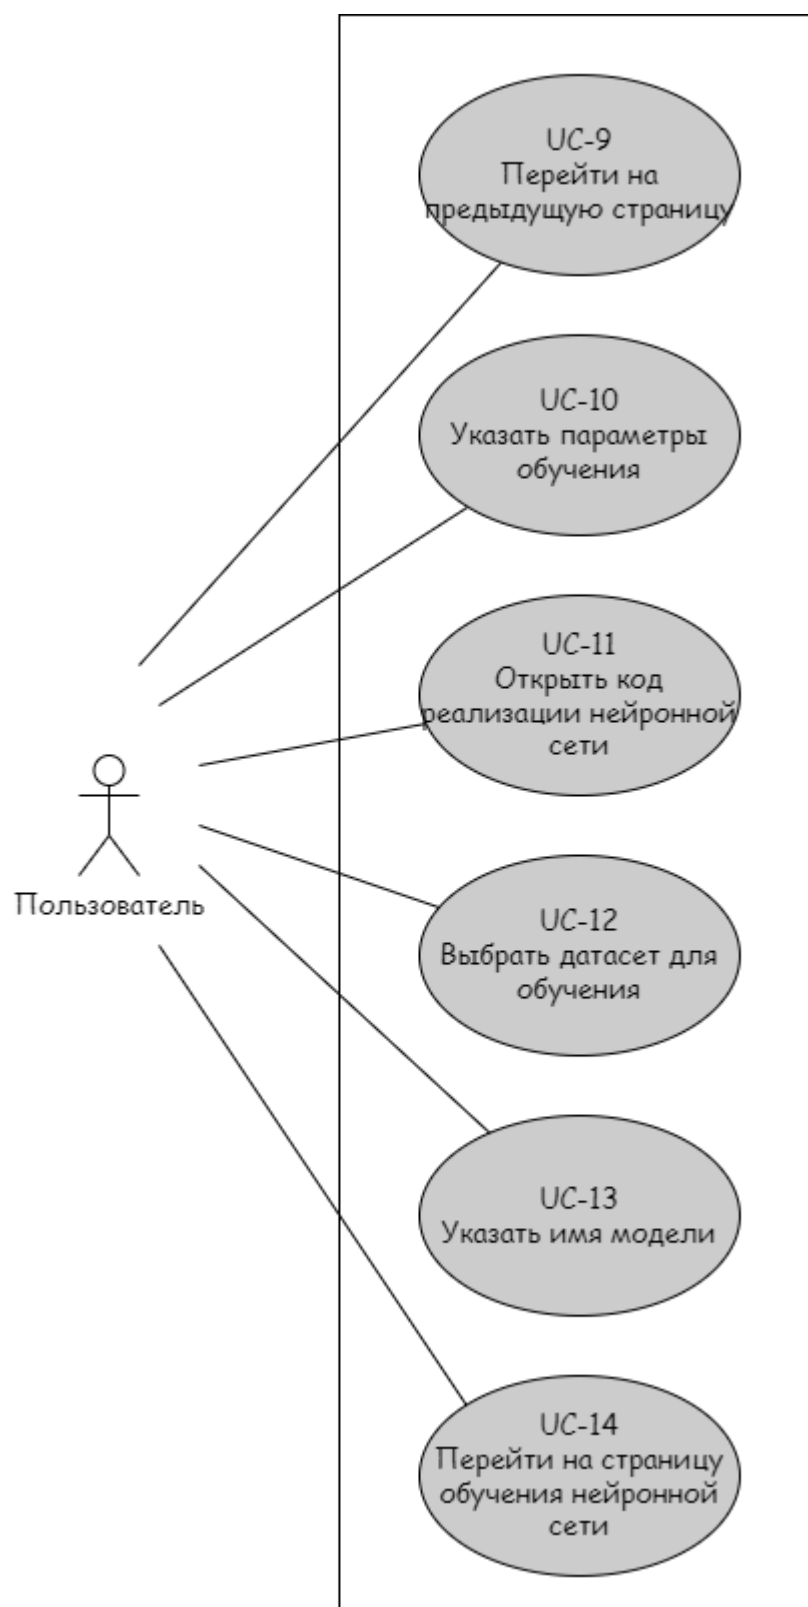 UC-9
Перейти на
предыдущую страницу
UC-10
Указать параметры
обучения
UC-11
Открыть код
реализации нейронной
сети
Пользователь
UC-12
Выбрать датасет для
обучения
UC-13
Указать имя модели
UC-14
Перейти на страницу
обучения нейронной
сети